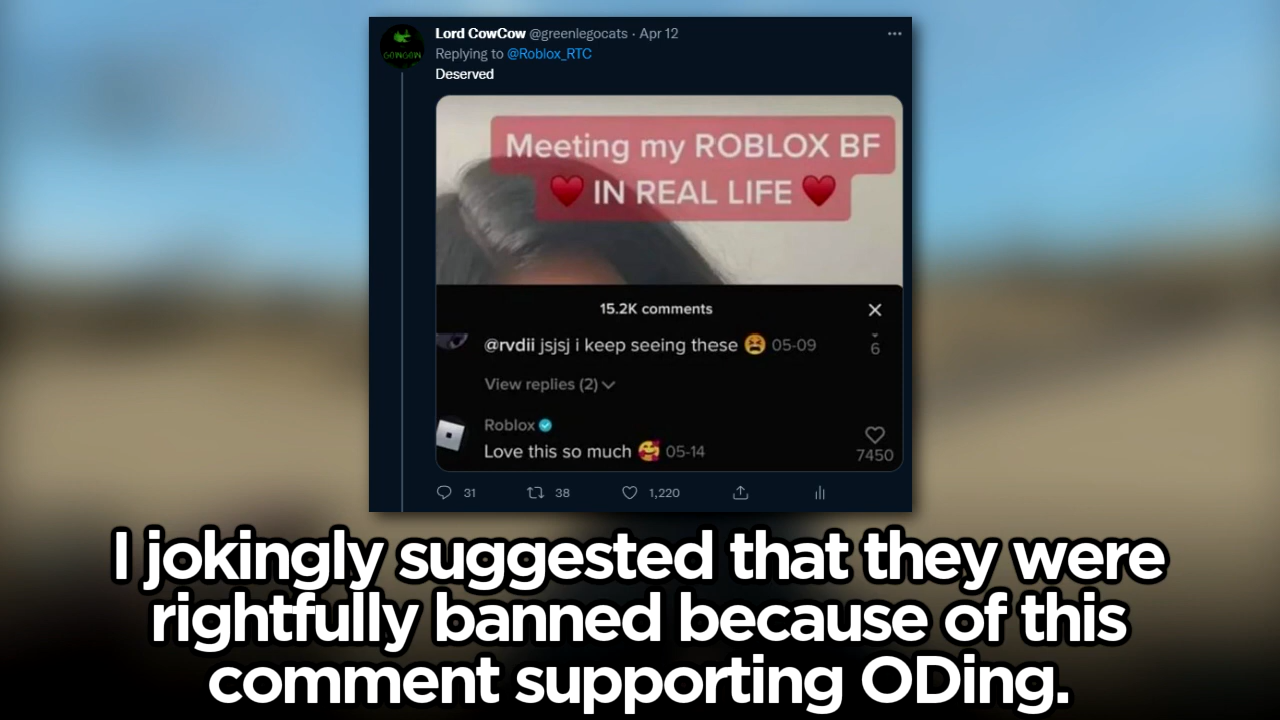 Lord CowCow @greenlegocats · Apr 12
Replying to @Roblox_RTC
Deserved
Meeting my ROBLOX BF
❤️ IN REAL LIFE ❤️
15.2K comments
@rvdii jsjsj i keep seeing these 😫 05-09
6
View replies (2)
Roblox
Love this so much 🥰 05-14
7450
31 38 1,220
I jokingly suggested that they were
rightfully banned because of this
comment supporting ODing.